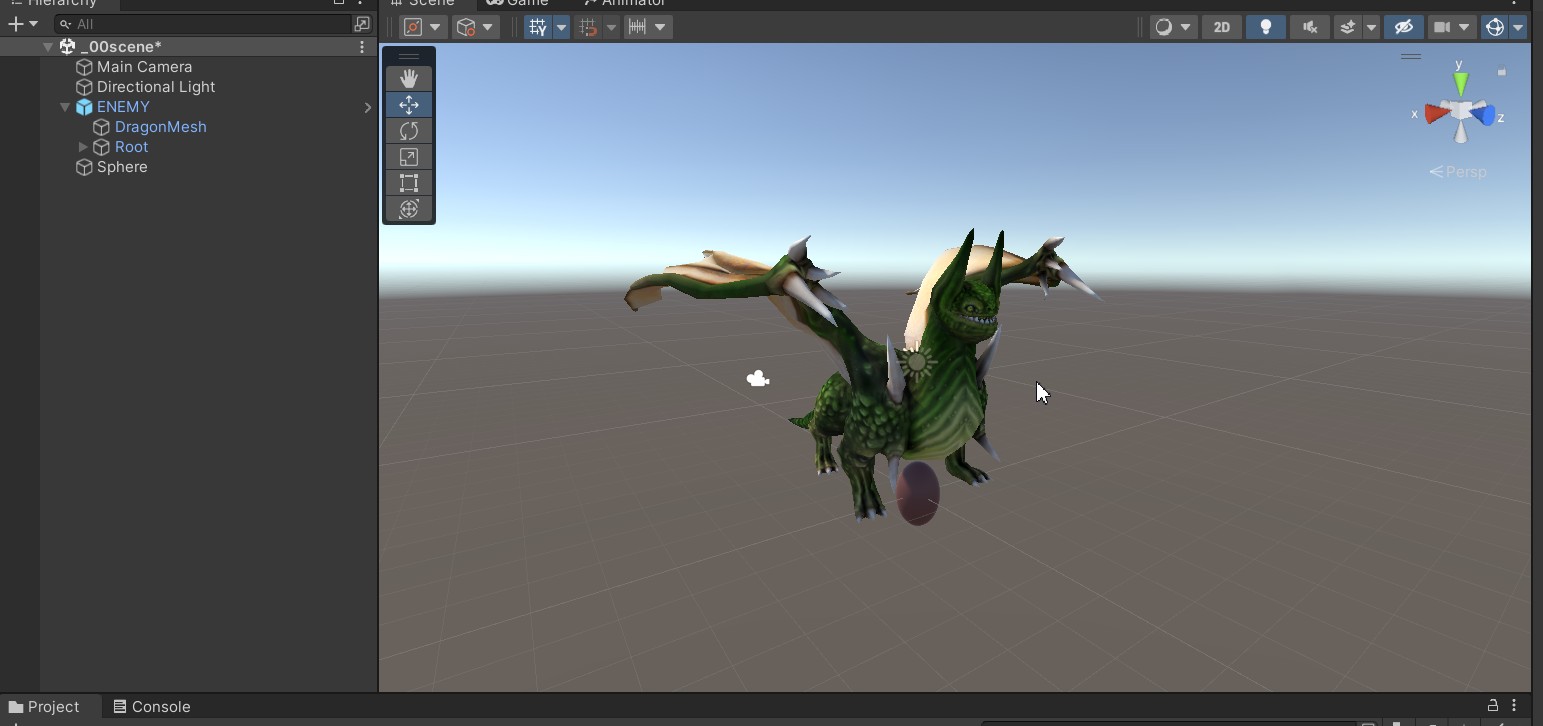 Hierarchy
Scene Game Animator
All
2D
_00scene*
Main Camera
Directional Light
ENEMY
DragonMesh
Root
Sphere
y
x
z
Persp
Project Console